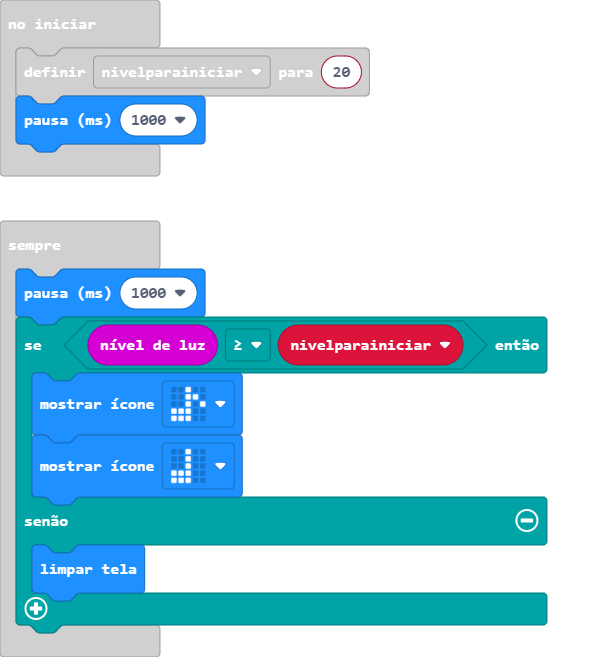 no iniciar
definir nivelparainiciar para 20
pausa (ms) 1000
sempre
pausa (ms) 1000
se nível de luz ≥ nivelparainiciar então
mostrar ícone
mostrar ícone
senão
limpar tela